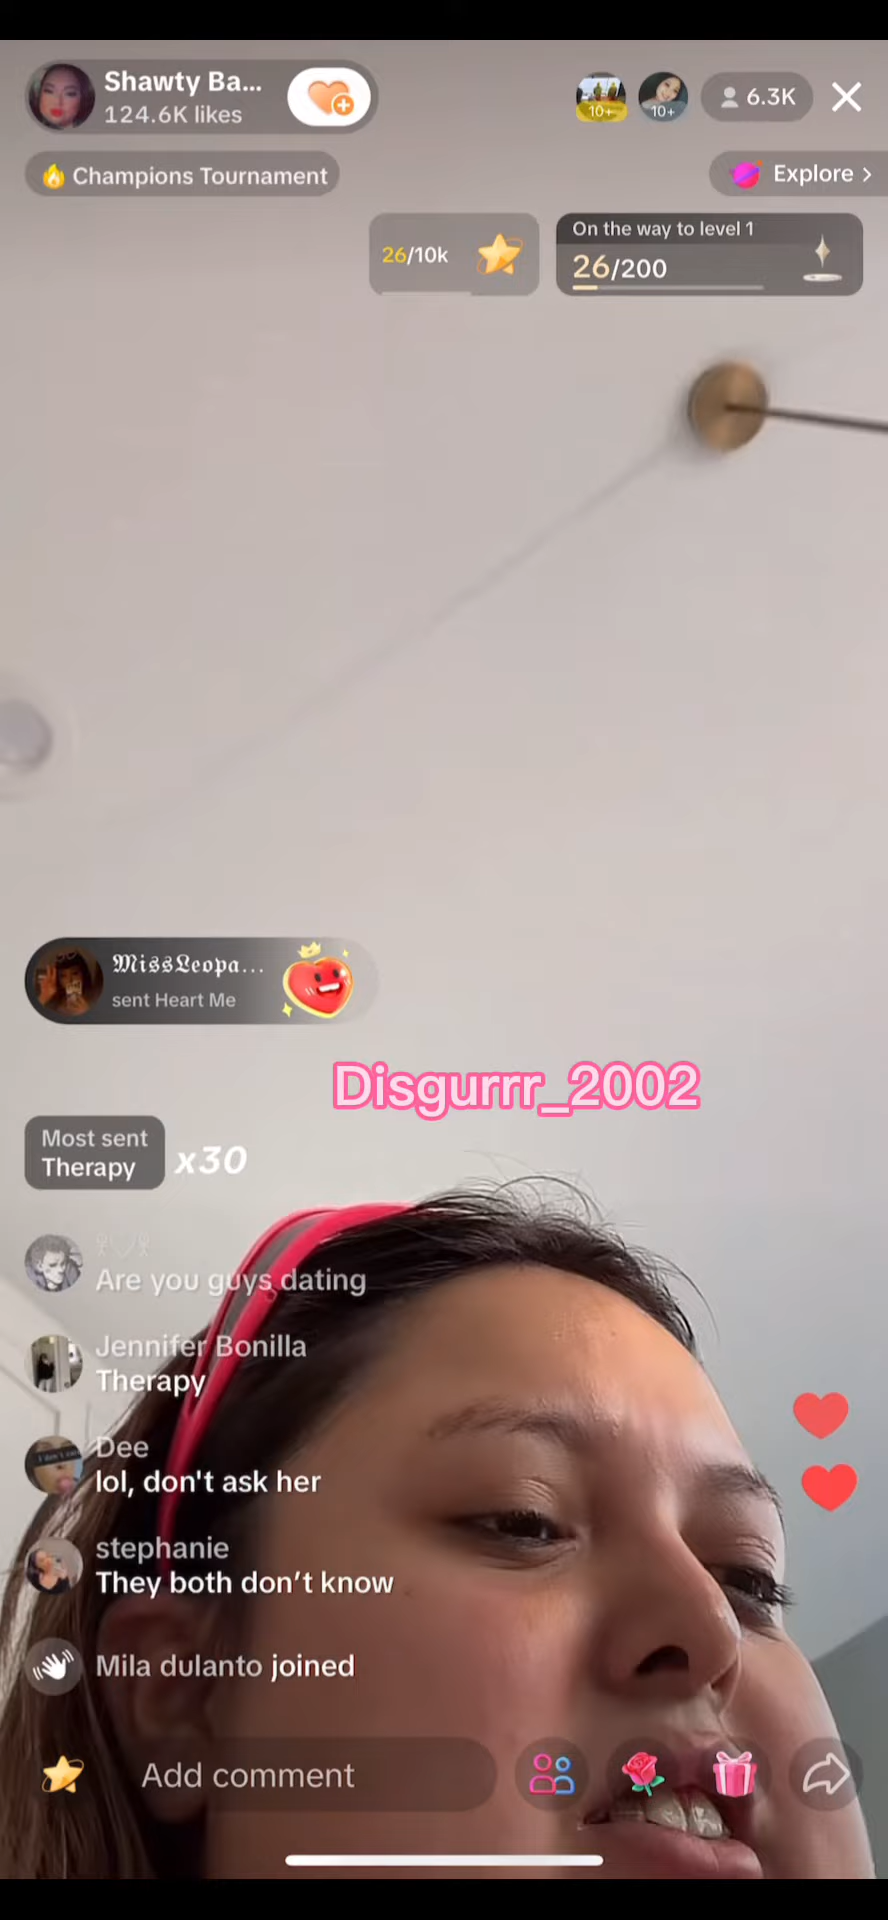 Shawty Ba...
124.6K likes
10+
10+
6.3K
Champions Tournament
Explore >
26/10k
On the way to level 1
26/200
𝕸𝖎𝖘𝖘𝕷𝖊𝖔𝖕𝖆...
sent Heart Me
Disgurrr_2002
Most sent
Therapy
x30
Are you guys dating
Jennifer Bonilla
Therapy
Dee
lol, don't ask her
stephanie
They both don’t know
Mila dulanto joined
Add comment